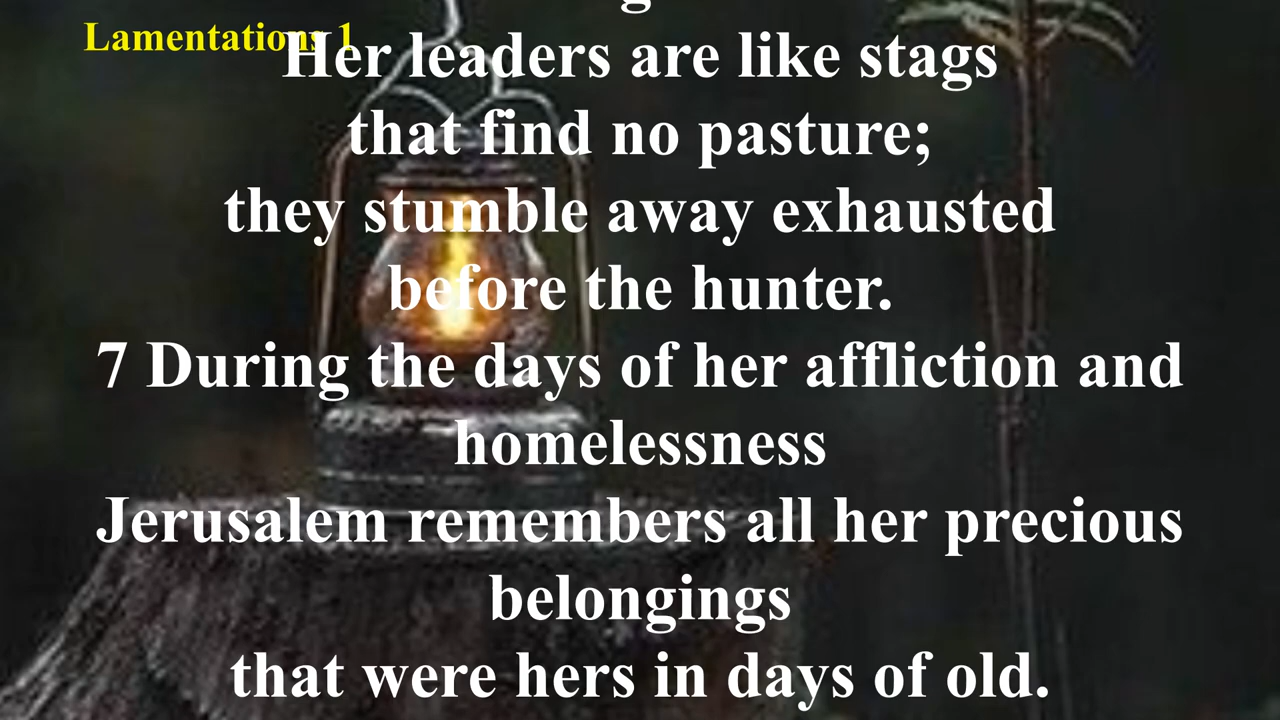 Lamentations 1
Her leaders are like stags
that find no pasture;
they stumble away exhausted
before the hunter.
7 During the days of her affliction and
homelessness
Jerusalem remembers all her precious
belongings
that were hers in days of old.